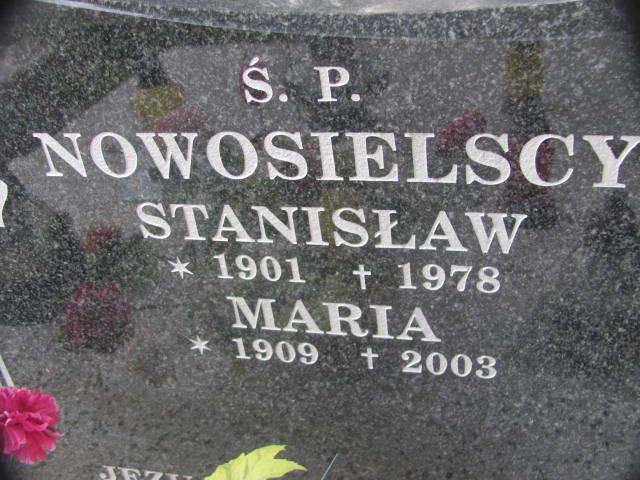 Ś. P.
NOWOSIELSCY
STANISŁAW
* 1901 † 1978
MARIA
* 1909 † 2003